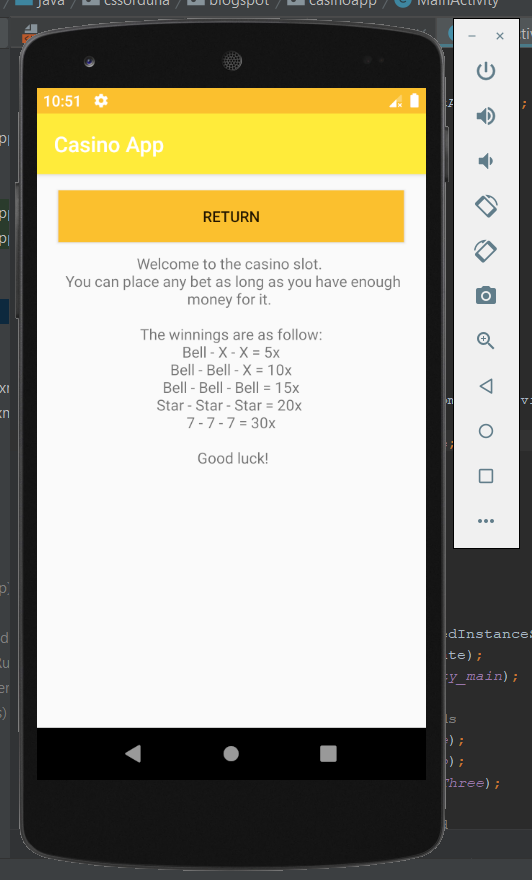 java cssorduna blogspot casinoapp MainActivity
10:51
Casino App
RETURN
Welcome to the casino slot.
You can place any bet as long as you have enough
money for it.
The winnings are as follow:
Bell - X - X = 5x
Bell - Bell - X = 10x
Bell - Bell - Bell = 15x
Star - Star - Star = 20x
7 - 7 - 7 = 30x
Good luck!
edInstanceS
te);
y_main);
);
);
Three);